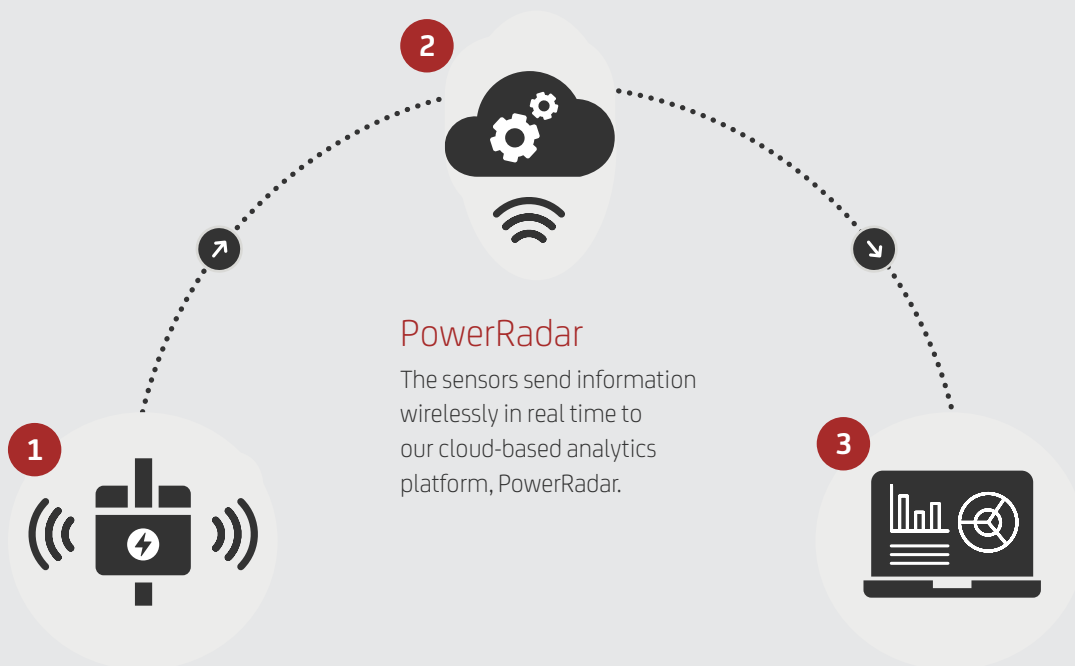 2
PowerRadar
The sensors send information
wirelessly in real time to
our cloud-based analytics
platform, PowerRadar.
1
3